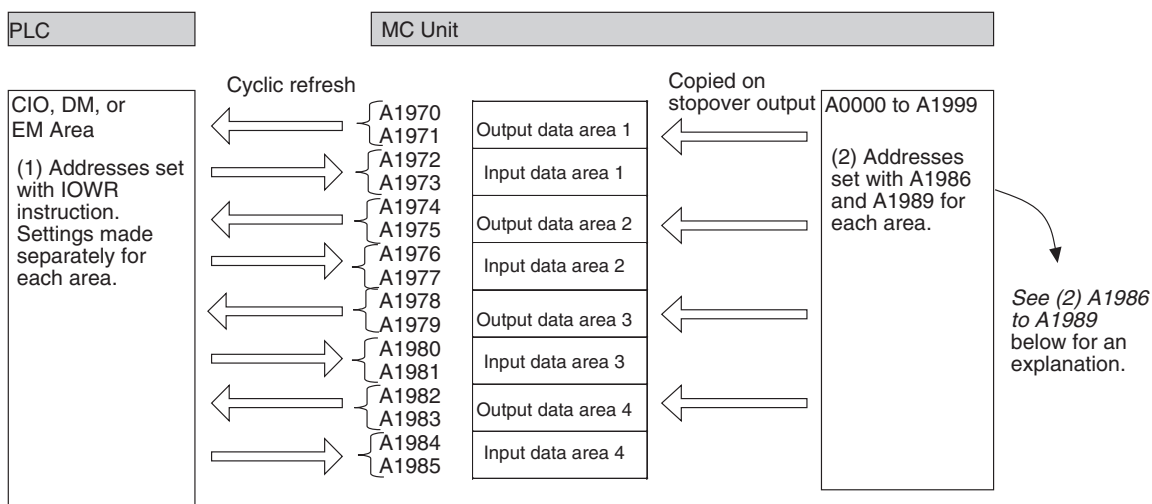 PLC
MC Unit
Cyclic refresh
Copied on
stopover output
CIO, DM, or
EM Area
(1) Addresses set
with IOWR
instruction.
Settings made
separately for
each area.
A1970
A1971
Output data area 1
A1972
A1973
Input data area 1
A1974
A1975
Output data area 2
A1976
A1977
Input data area 2
A1978
A1979
Output data area 3
A1980
A1981
Input data area 3
A1982
A1983
Output data area 4
A1984
A1985
Input data area 4
A0000 to A1999
(2) Addresses
set with A1986
and A1989 for
each area.
See (2) A1986
to A1989
below for an
explanation.